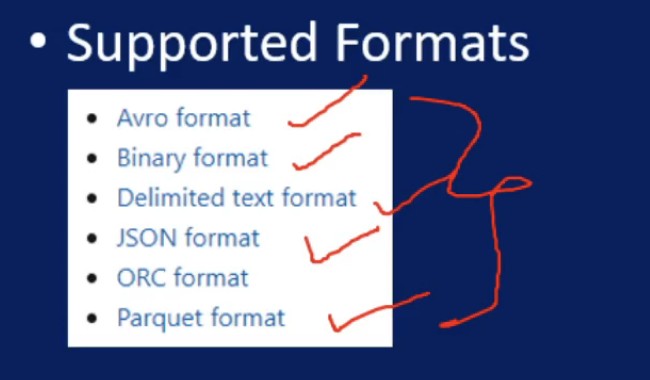 • Supported Formats
• Avro format
• Binary format
• Delimited text format
• JSON format
• ORC format
• Parquet format